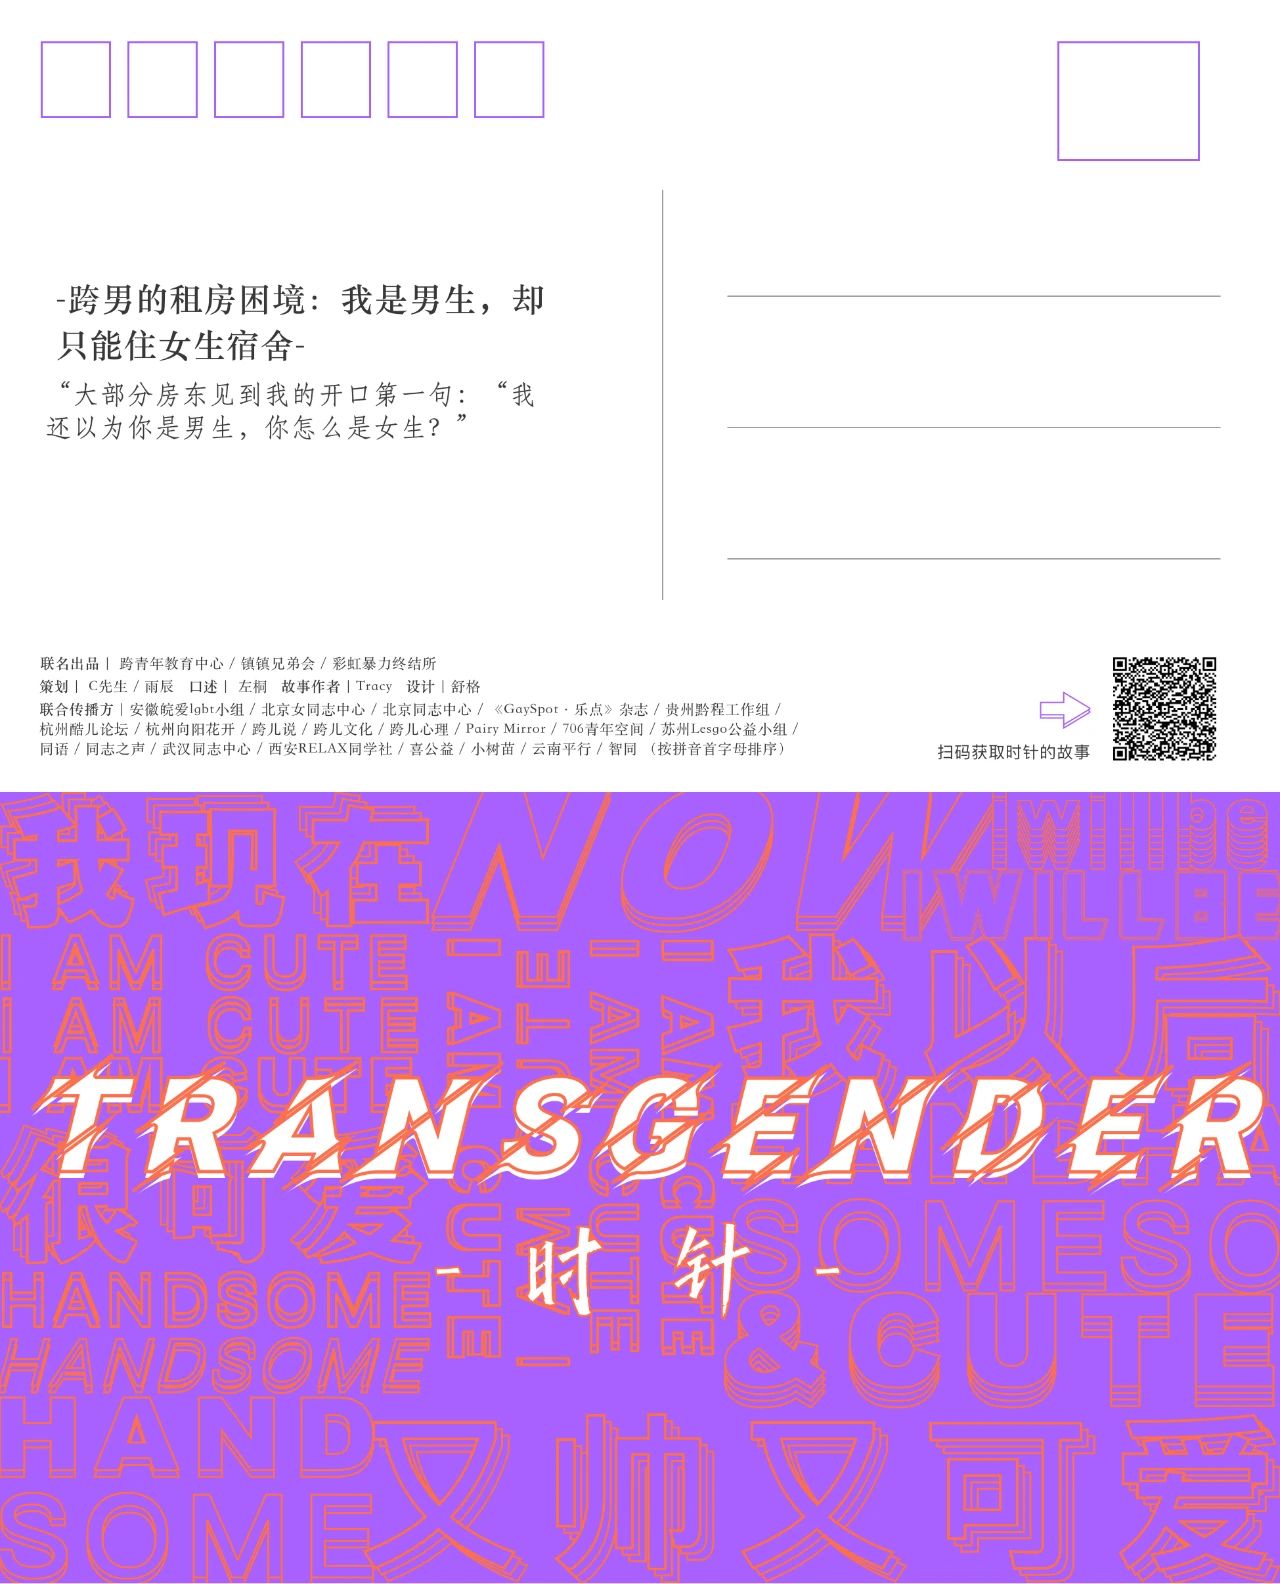 -跨男的租房困境：我是男生，却
只能住女生宿舍-
“大部分房东见到我的开口第一句：“我
还以为你是男生，你怎么是女生？”
联名出品｜ 跨青年教育中心 / 镇镇兄弟会 / 彩虹暴力终结所
策划｜ C先生 / 雨辰 口述｜ 左桐 故事作者｜Tracy 设计｜舒格
联合传播方｜安徽皖爱lgbt小组 / 北京女同志中心 / 北京同志中心 / 《GaySpot · 乐点》杂志 / 贵州黔程工作组 /
杭州酷儿论坛 / 杭州向阳花开 / 跨儿说 / 跨儿文化 / 跨儿心理 / Pairy Mirror / 706青年空间 / 苏州Lesgo公益小组 /
同语 / 同志之声 / 武汉同志中心 / 西安RELAX同学社 / 喜公益 / 小树苗 / 云南平行 / 智同 （按拼音首字母排序）
扫码获取时针的故事
我现在
NOW
I will be
I WILL BE
I AM CUTE
I AM CUTE
I AM CUTE
I AM CUTE
I AM CUTE
I AM CUTE
我以后
TRANSGENDER
很可爱
- 时 针 -
SOMESO
HANDSOME
HANDSOME
&CUTE
HAND
SOME
又帅又可爱